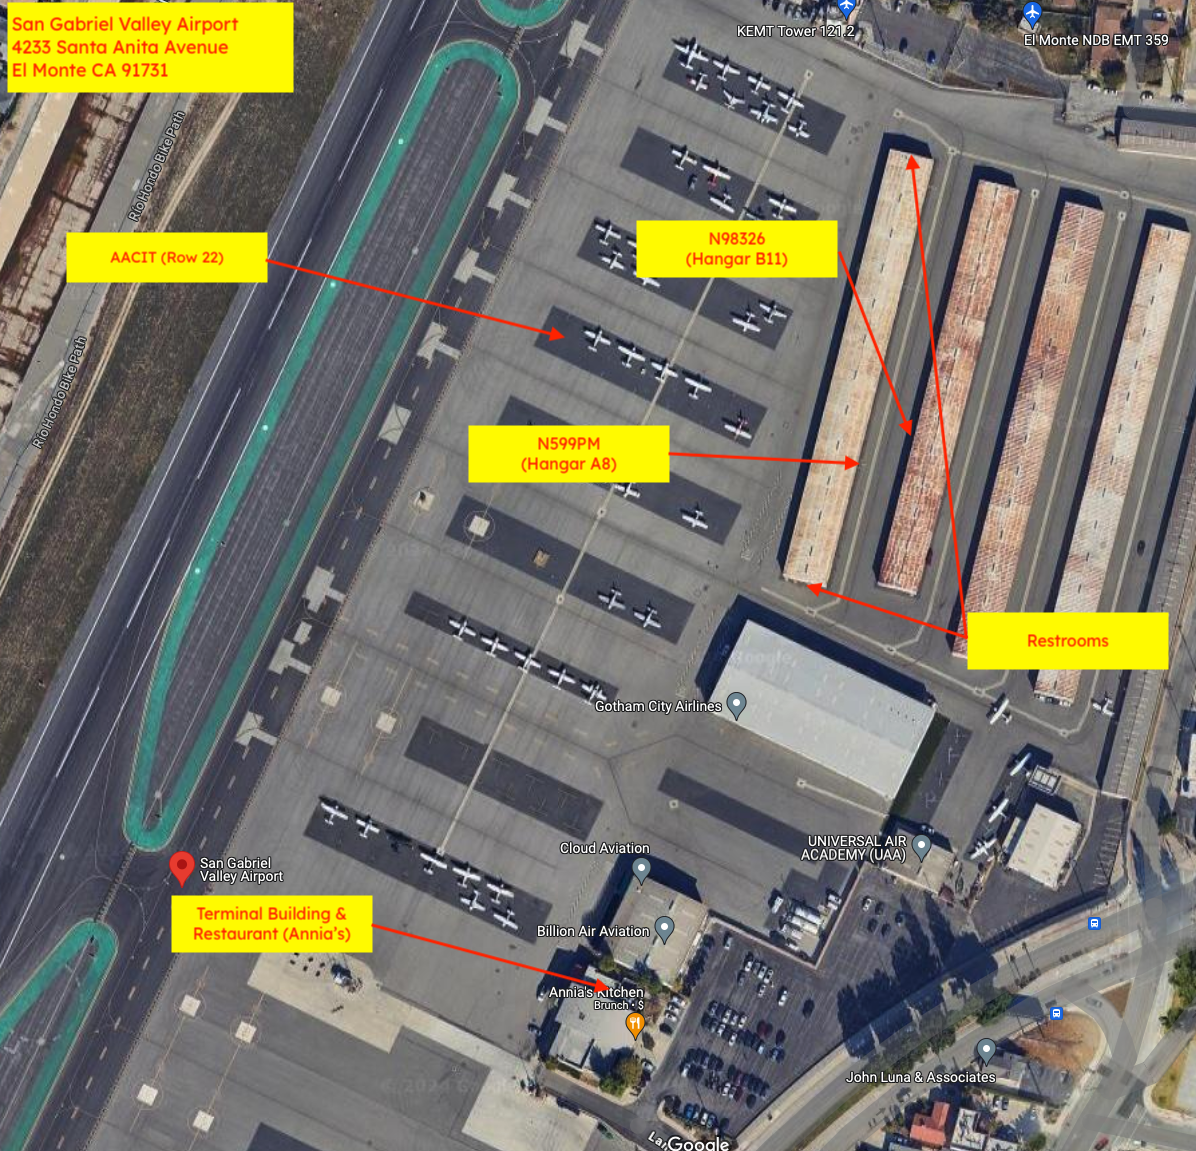 San Gabriel Valley Airport
4233 Santa Anita Avenue
El Monte CA 91731
KEMT Tower 121.2
El Monte NDB EMT 359
Rio Hondo Bike Path
AACIT (Row 22)
N98326
(Hangar B11)
Rio Hondo Bike Path
N599PM
(Hangar A8)
Restrooms
Gotham City Airlines
Cloud Aviation
UNIVERSAL AIR
ACADEMY (UAA)
San Gabriel
Valley Airport
Terminal Building &
Restaurant (Annia's)
Billion Air Aviation
Annia's Kitchen
Brunch • $
John Luna & Associates
Google